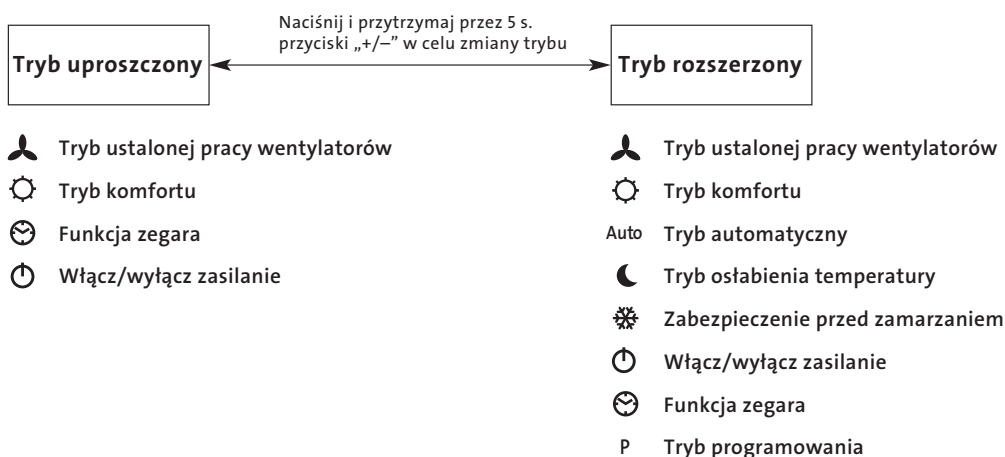 Naciśnij i przytrzymaj przez 5 s.
przyciski „+/–” w celu zmiany trybu
Tryb uproszczony
Tryb rozszerzony
Tryb ustalonej pracy wentylatorów
Tryb komfortu
Funkcja zegara
Włącz/wyłącz zasilanie
Tryb ustalonej pracy wentylatorów
Tryb komfortu
Auto Tryb automatyczny
Tryb osłabienia temperatury
Zabezpieczenie przed zamarzaniem
Włącz/wyłącz zasilanie
Funkcja zegara
P Tryb programowania